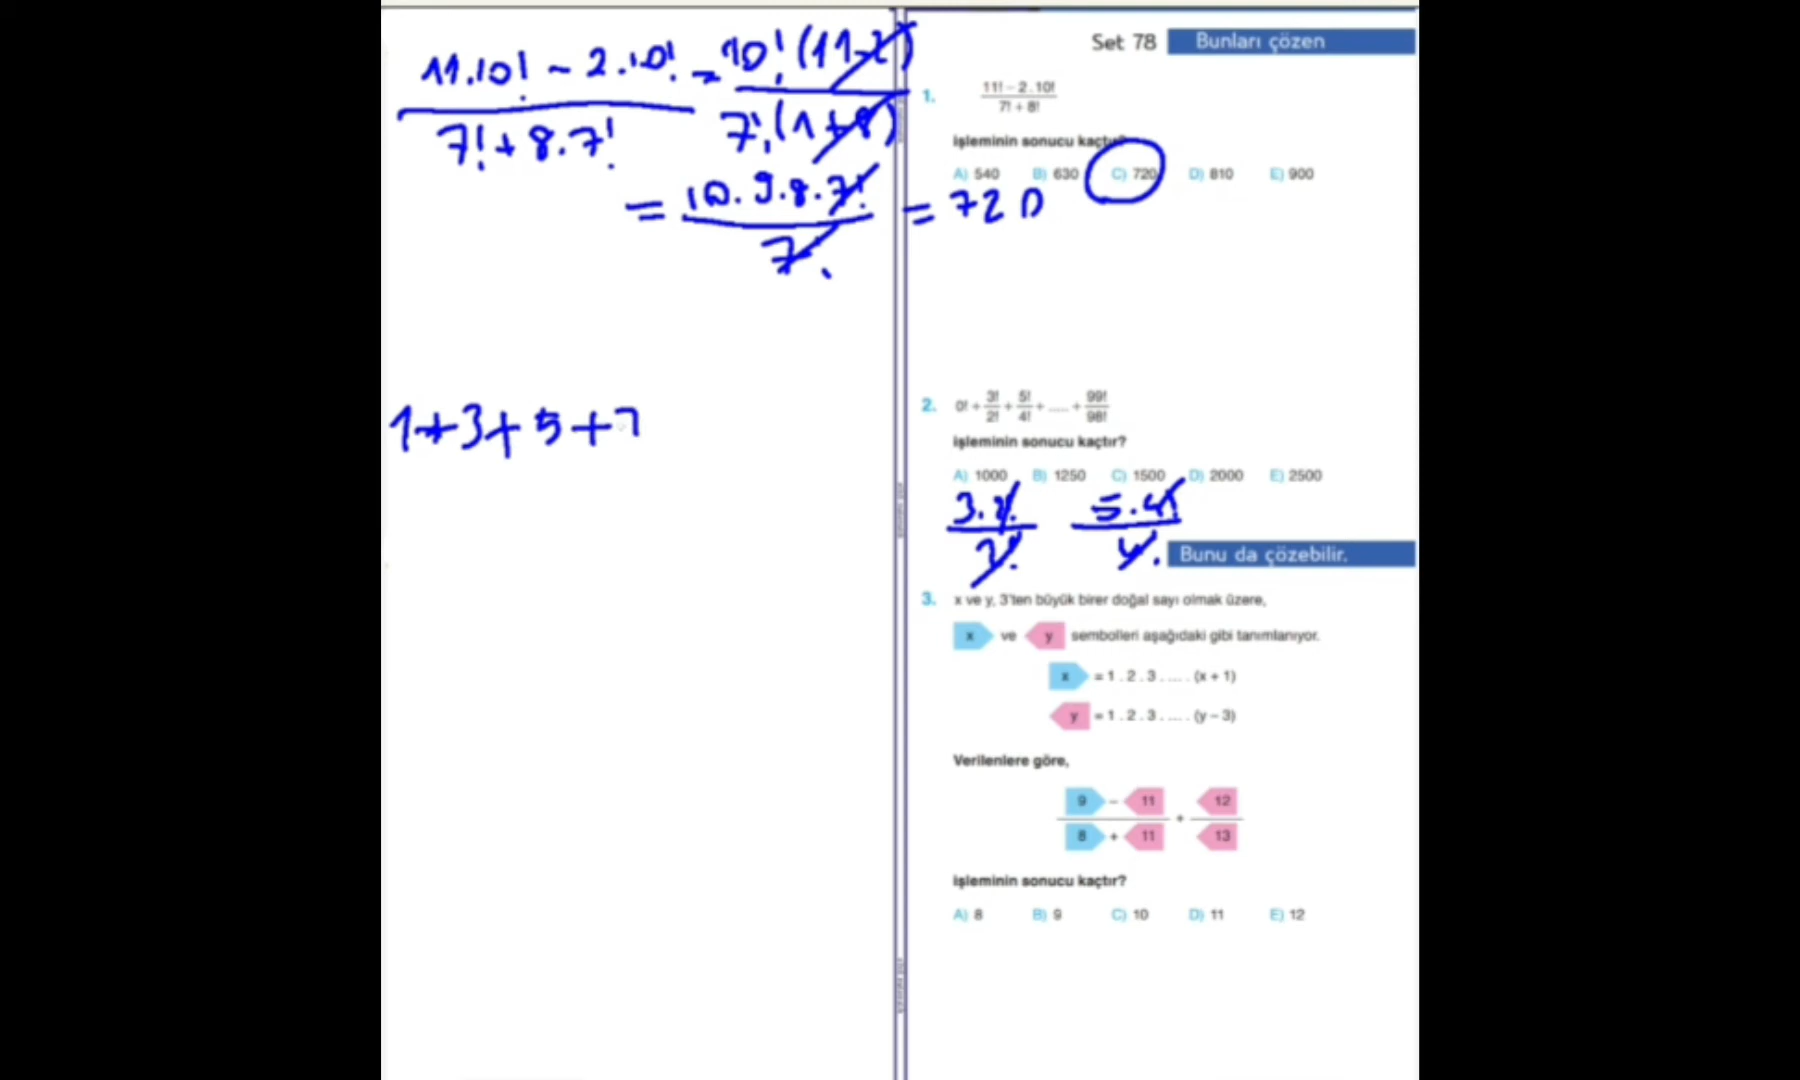 11.10! - 2.10! = 10! (11-2)
7! + 8.7! 7! (1+8)
= 10.9.8.7! = 720
7!
1+3+5+7
Set 78 Bunları çözen
1. 11! – 2 . 10!
7! + 8!
işleminin sonucu kaçtır?
A) 540 B) 630 C) 720 D) 810 E) 900
2. 0! + 3!/2! + 5!/4! + ..... + 99!/98!
işleminin sonucu kaçtır?
A) 1000 B) 1250 C) 1500 D) 2000 E) 2500
3.2! 5.4!
2! 4!
Bunu da çözebilir.
3. x ve y, 3'ten büyük birer doğal sayı olmak üzere,
x ve y sembolleri aşağıdaki gibi tanımlanıyor.
x = 1 . 2 . 3 . .... . (x + 1)
y = 1 . 2 . 3 . .... . (y – 3)
Verilenlere göre,
9 – 11 + 12
8 + 11 13
işleminin sonucu kaçtır?
A) 8 B) 9 C) 10 D) 11 E) 12